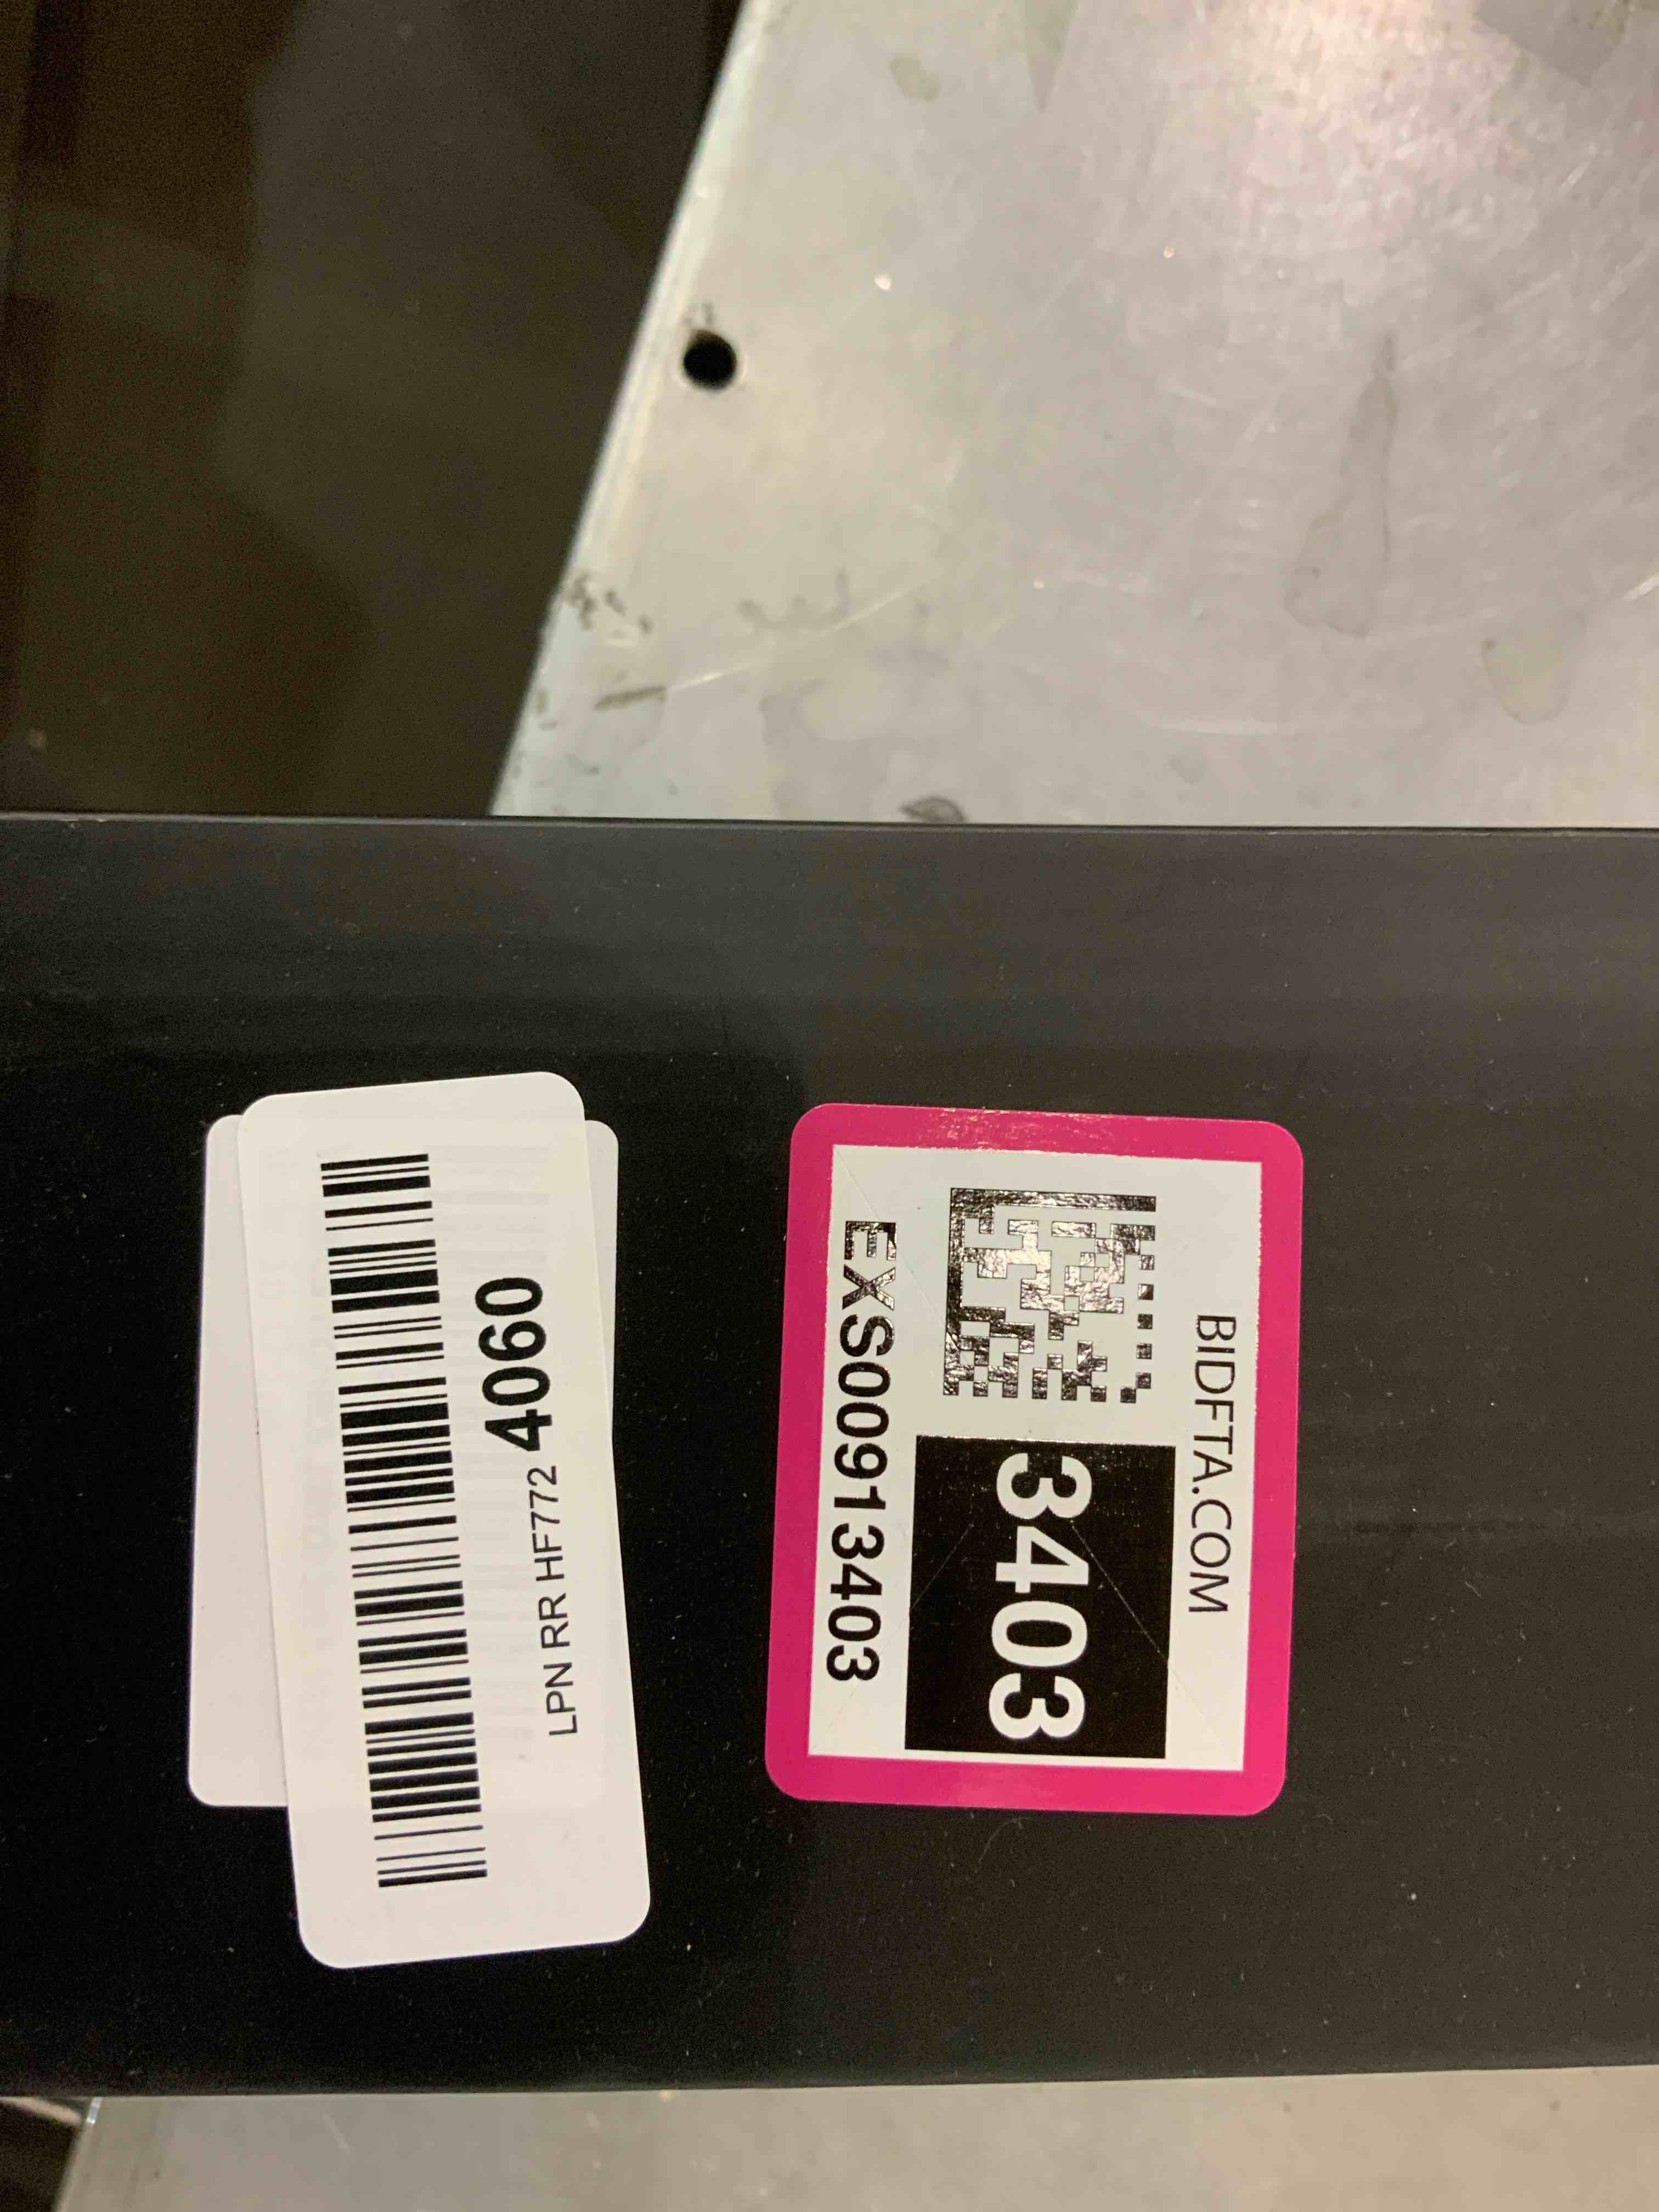 LPN RR HF772 4060
BIDFTA.COM
3403
EXS00913403